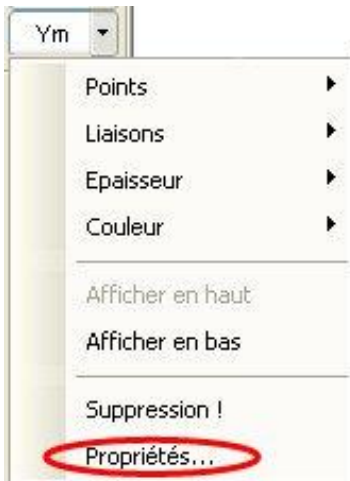 Ym
Points
Liaisons
Epaisseur
Couleur
Afficher en haut
Afficher en bas
Suppression !
Propriétés...